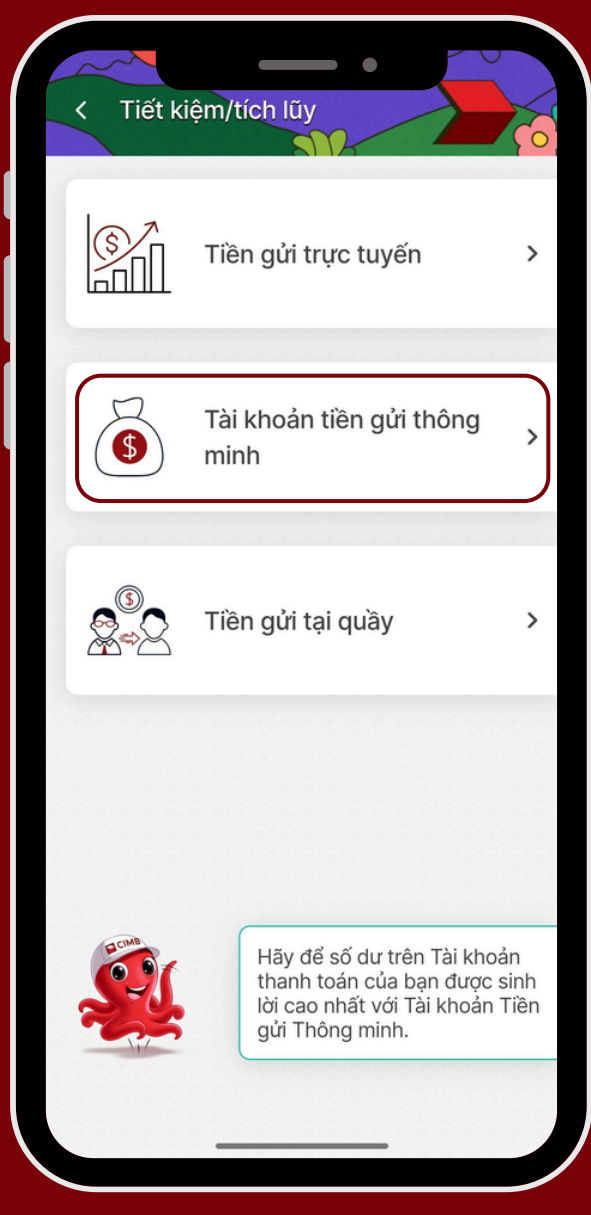 Tiết kiệm/tích lũy
Tiền gửi trực tuyến
Tài khoản tiền gửi thông
minh
Tiền gửi tại quầy
CIMB
Hãy để số dư trên Tài khoản
thanh toán của bạn được sinh
lời cao nhất với Tài khoản Tiền
gửi Thông minh.